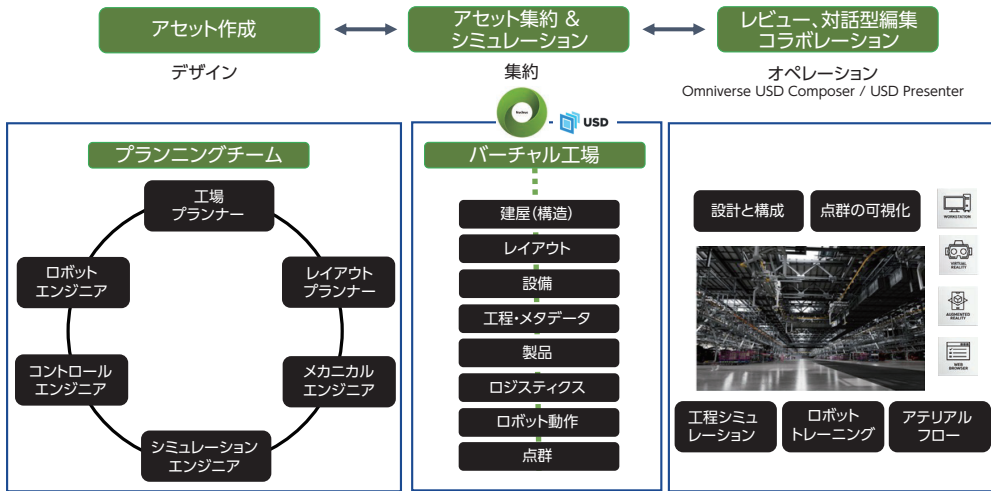 アセット作成
アセット集約 &
シミュレーション
レビュー、対話型編集
コラボレーション
デザイン
集約
オペレーション
Omniverse USD Composer / USD Presenter
USD
プランニングチーム
工場
プランナー
ロボット
エンジニア
レイアウト
プランナー
コントロール
エンジニア
メカニカル
エンジニア
シミュレーション
エンジニア
バーチャル工場
建屋(構造)
レイアウト
設備
工程・メタデータ
製品
ロジスティクス
ロボット動作
点群
設計と構成
点群の可視化
WORKSTATION
VIRTUAL
REALITY
AUGMENTED
REALITY
WEB
BROWSER
工程シミュ
レーション
ロボット
トレーニング
アテリアル
フロー